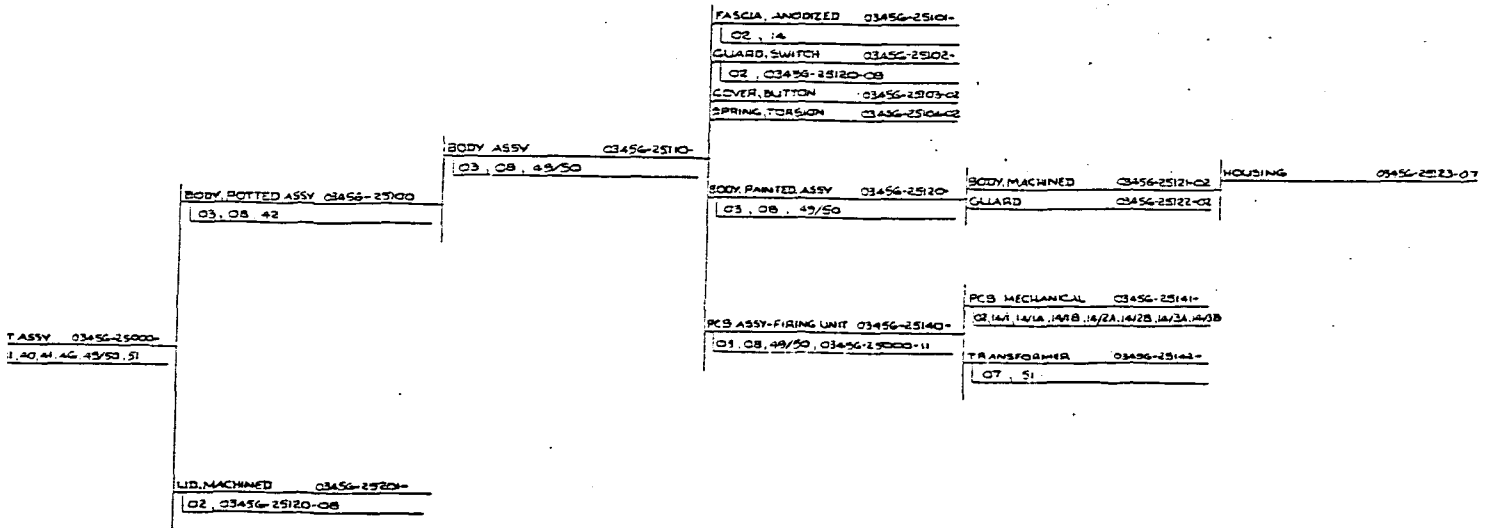 FASCIA, ANODIZED 03456-25101-
02, 14
GUARD, SWITCH 03456-25102-
02, 03456-25120-08
COVER, BUTTON 03456-25103-02
SPRING, TORSION 03456-25104-02
BODY ASSY 03456-25110-
03, 08, 49/50
BODY, POTTED ASSY 03456-25100
03, 08, 42
BODY, PAINTED ASSY 03456-25120-
03, 08, 49/50
BODY, MACHINED 03456-25121-02
GUARD 03456-25122-02
HOUSING 03456-25123-07
PCB MECHANICAL 03456-25141-
02, 14/1, 14/1A, 14/1B, 14/2A, 14/2B, 14/3A, 14/3B
T ASSY 03456-25000-
1, 40, 41, 46, 49/50, 51
PCB ASSY-FIRING UNIT 03456-25140-
03, 08, 49/50, 03456-25000-11
TRANSFORMER 03456-25142-
07, 51
LID, MACHINED 03456-25201-
02, 03456-25120-08